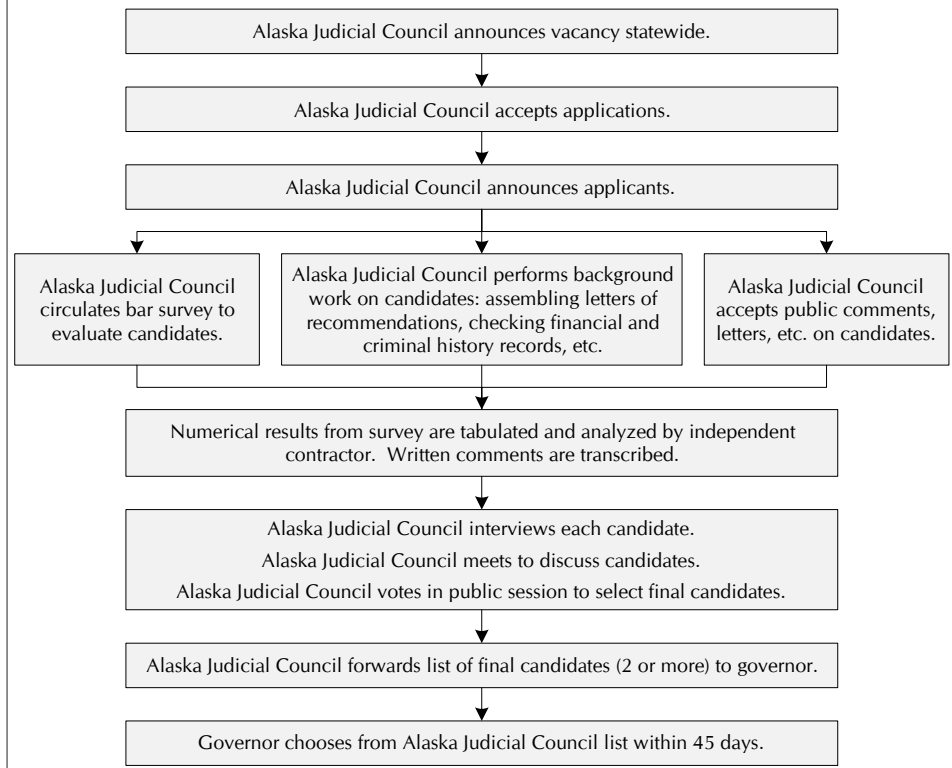 Alaska Judicial Council announces vacancy statewide.
Alaska Judicial Council accepts applications.
Alaska Judicial Council announces applicants.
Alaska Judicial Council
circulates bar survey to
evaluate candidates.
Alaska Judicial Council performs background
work on candidates: assembling letters of
recommendations, checking financial and
criminal history records, etc.
Alaska Judicial Council
accepts public comments,
letters, etc. on candidates.
Numerical results from survey are tabulated and analyzed by independent
contractor.  Written comments are transcribed.
Alaska Judicial Council interviews each candidate.
Alaska Judicial Council meets to discuss candidates.
Alaska Judicial Council votes in public session to select final candidates.
Alaska Judicial Council forwards list of final candidates (2 or more) to governor.
Governor chooses from Alaska Judicial Council list within 45 days.